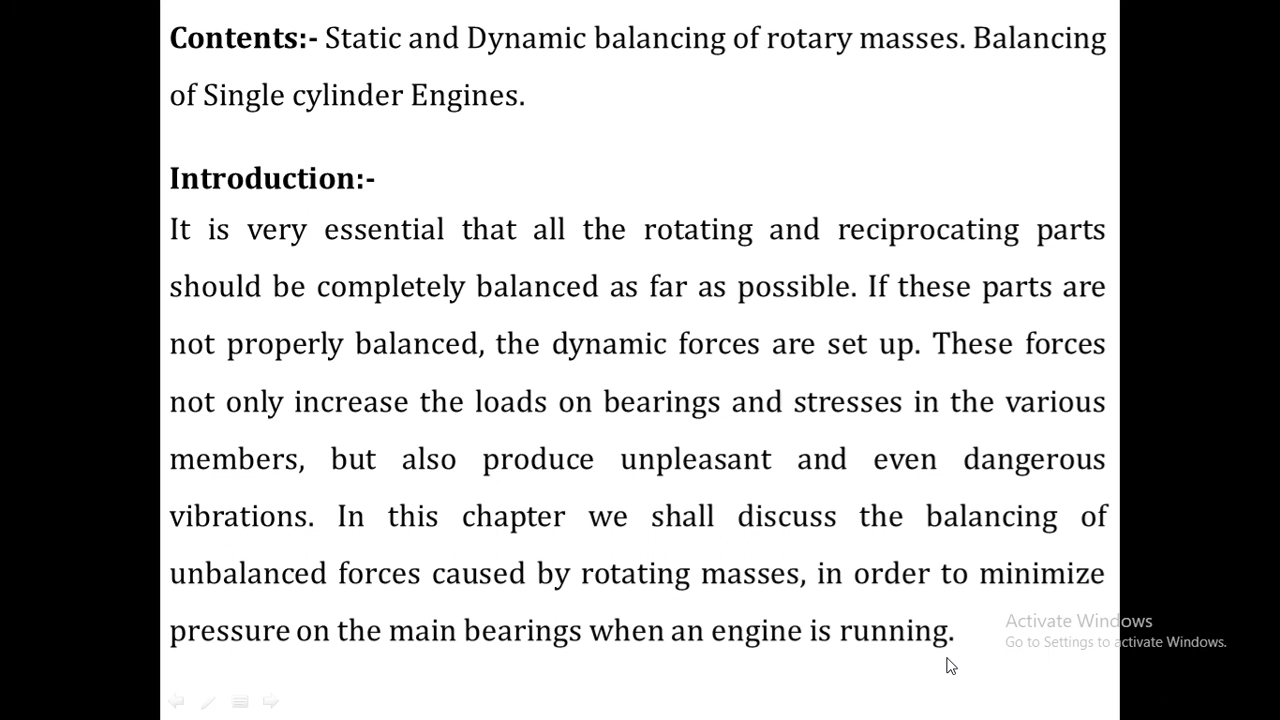 Contents:- Static and Dynamic balancing of rotary masses. Balancing
of Single cylinder Engines.
Introduction:-
It is very essential that all the rotating and reciprocating parts
should be completely balanced as far as possible. If these parts are
not properly balanced, the dynamic forces are set up. These forces
not only increase the loads on bearings and stresses in the various
members, but also produce unpleasant and even dangerous
vibrations. In this chapter we shall discuss the balancing of
unbalanced forces caused by rotating masses, in order to minimize
pressure on the main bearings when an engine is running.
Activate Windows
Go to Settings to activate Windows.